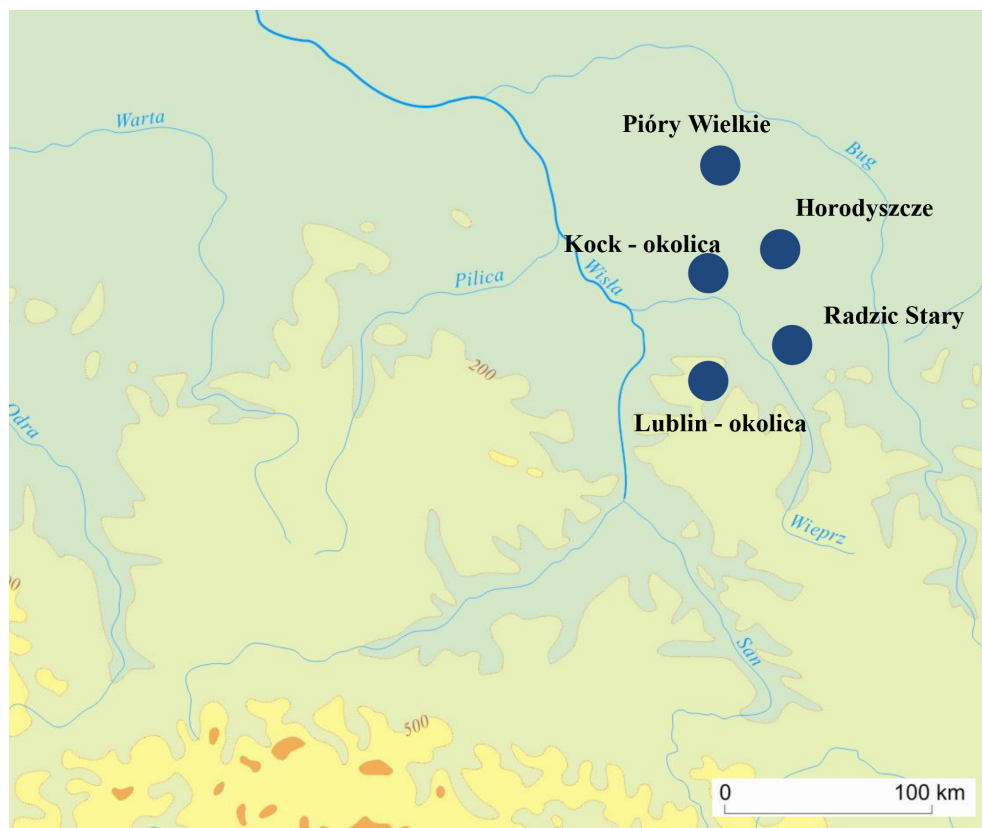 Warta
Pióry Wielkie
Bug
Horodyszcze
Kock - okolica
Pilica
Wisła
Radzic Stary
200
Odra
Lublin - okolica
Wieprz
00
San
500
0 100 km